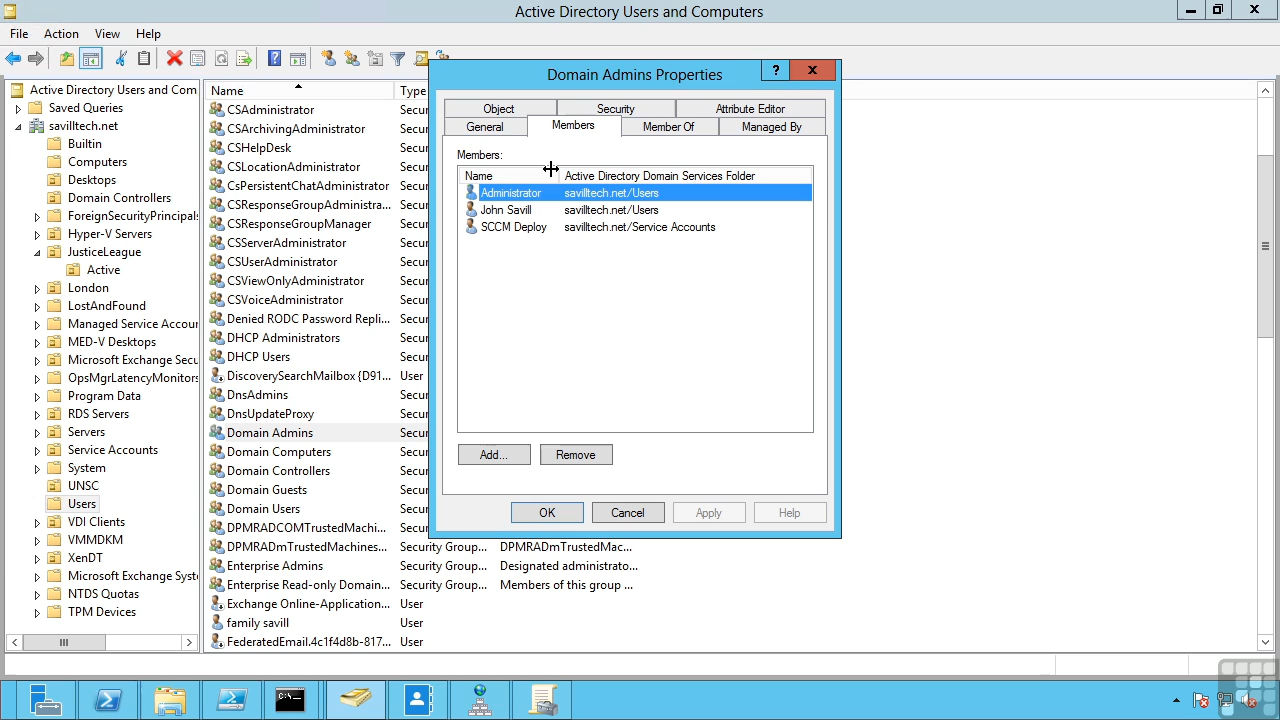 Active Directory Users and Computers
File Action View Help
Active Directory Users and Com
Saved Queries
savilltech.net
Builtin
Computers
Desktops
Domain Controllers
ForeignSecurityPrincipals
Hyper-V Servers
JusticeLeague
Active
London
LostAndFound
Managed Service Accour
MED-V Desktops
Microsoft Exchange Secu
OpsMgrLatencyMonitors
Program Data
RDS Servers
Servers
Service Accounts
System
UNSC
Users
VDI Clients
VMMDKM
XenDT
Microsoft Exchange Syst
NTDS Quotas
TPM Devices
Name Type
CSAdministrator Secur
CSArchivingAdministrator Secur
CSHelpDesk Secur
CSLocationAdministrator Secur
CsPersistentChatAdministrator Secur
CSResponseGroupAdministra... Secur
CSResponseGroupManager Secur
CSServerAdministrator Secur
CSUserAdministrator Secur
CSViewOnlyAdministrator Secur
CSVoiceAdministrator Secur
Denied RODC Password Repli... Secur
DHCP Administrators Secur
DHCP Users Secur
DiscoverySearchMailbox {D91... User
DnsAdmins Secur
DnsUpdateProxy Secur
Domain Admins Secur
Domain Computers Secur
Domain Controllers Secur
Domain Guests Secur
Domain Users Secur
DPMRADCOMTrustedMachi... Secur
DPMRADmTrustedMachines... Security Group... DPMRADmTrustedMac...
Enterprise Admins Security Group... Designated administrato...
Enterprise Read-only Domain... Security Group... Members of this group ...
Exchange Online-Application... User
family savill User
FederatedEmail.4c1f4d8b-817... User
Domain Admins Properties
? X
Object Security Attribute Editor
General Members Member Of Managed By
Members:
Name Active Directory Domain Services Folder
Administrator savilltech.net/Users
John Savill savilltech.net/Users
SCCM Deploy savilltech.net/Service Accounts
Add... Remove
OK Cancel Apply Help